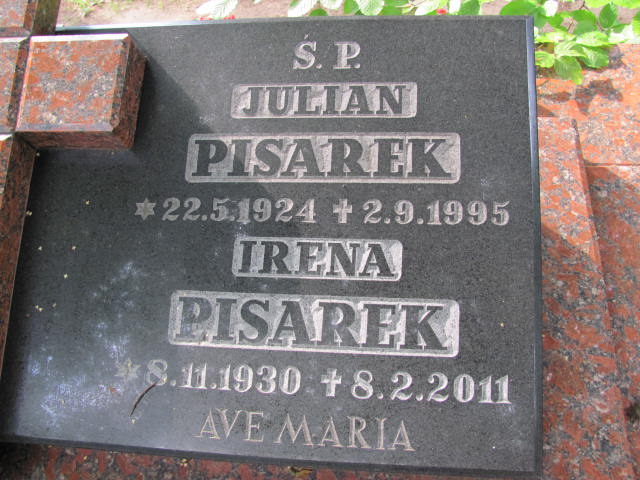 Ś. P.
JULIAN
PISAREK
✶ 22.5.1924 ✝ 2.9.1995
IRENA
PISAREK
✶ 8.11.1930 ✝ 8.2.2011
AVE MARIA